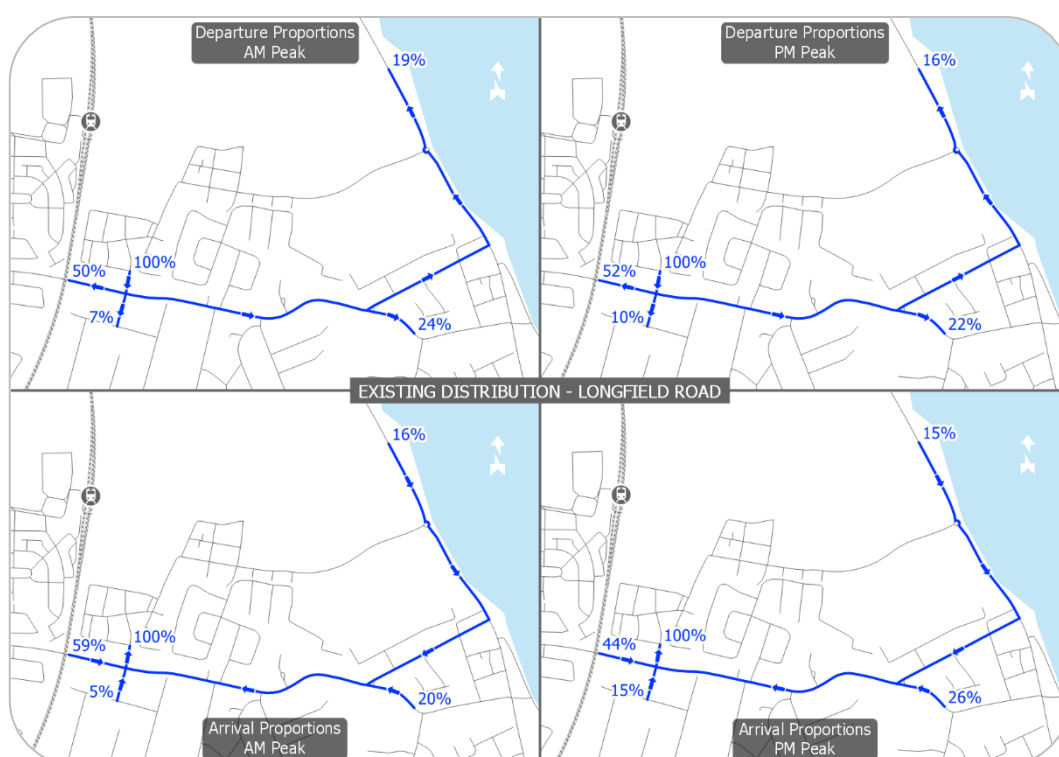 Departure Proportions
AM Peak
19%
50%
100%
7%
24%
Departure Proportions
PM Peak
16%
52%
100%
10%
22%
EXISTING DISTRIBUTION - LONGFIELD ROAD
16%
59%
100%
5%
20%
Arrival Proportions
AM Peak
15%
44%
100%
15%
26%
Arrival Proportions
PM Peak